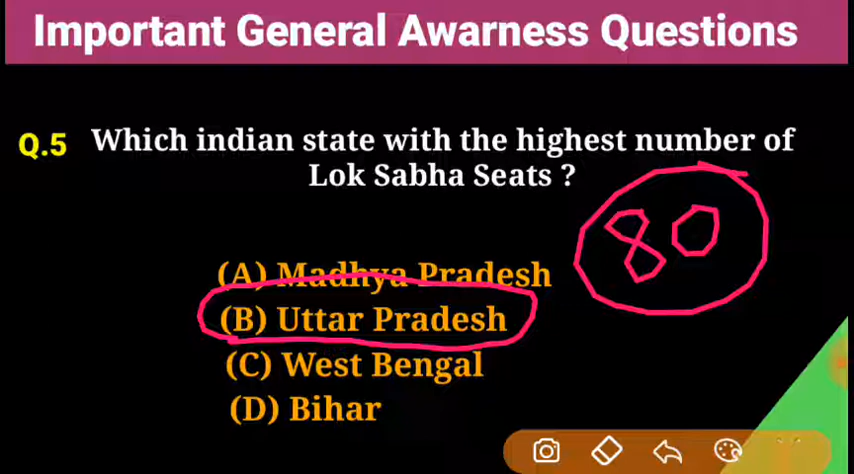 Important General Awarness Questions
Q.5 Which indian state with the highest number of
Lok Sabha Seats ?
80
(A) Madhya Pradesh
(B) Uttar Pradesh
(C) West Bengal
(D) Bihar